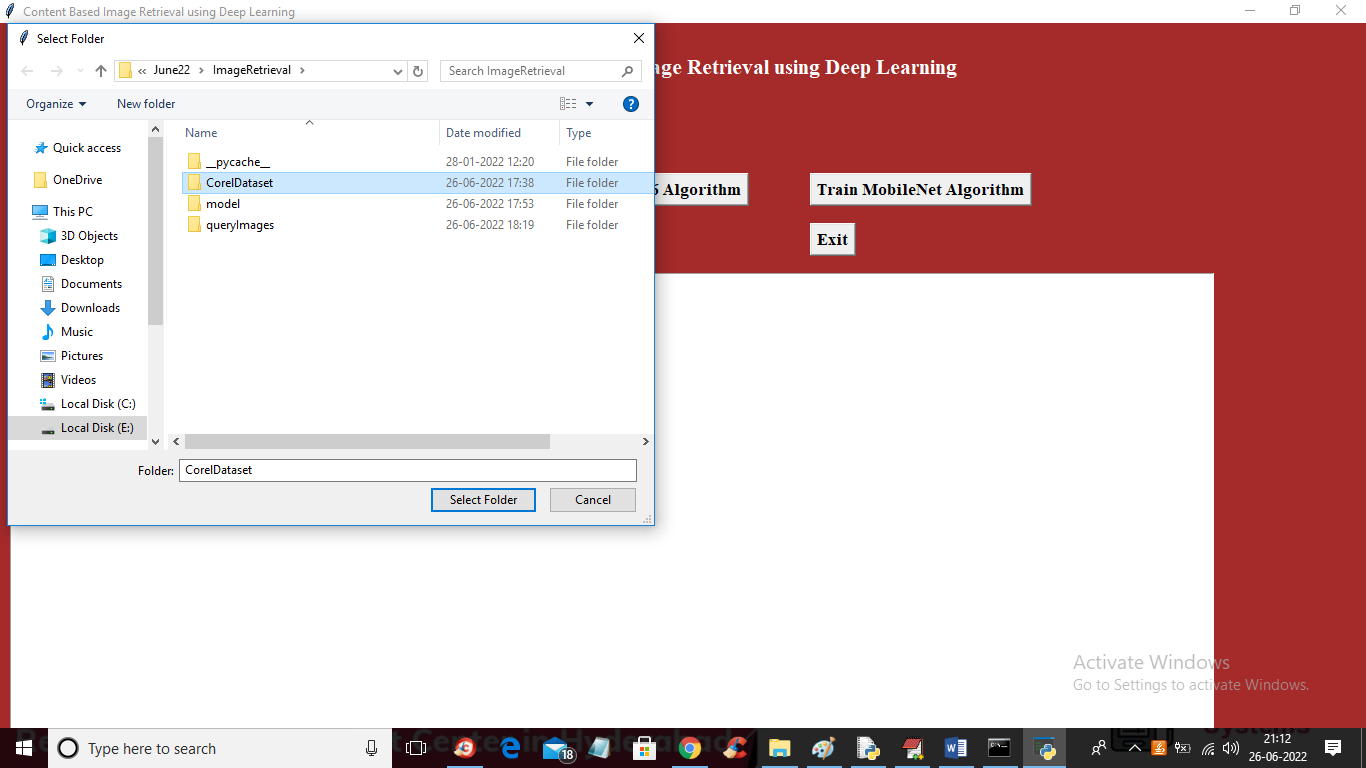 Content Based Image Retrieval using Deep Learning
Select Folder
« June22 > ImageRetrieval >
Search ImageRetrieval
Organize
New folder
Name Date modified Type
__pycache__ 28-01-2022 12:20 File folder
CorelDataset 26-06-2022 17:38 File folder
model 26-06-2022 17:53 File folder
queryImages 26-06-2022 18:19 File folder
Quick access
OneDrive
This PC
3D Objects
Desktop
Documents
Downloads
Music
Pictures
Videos
Local Disk (C:)
Local Disk (E:)
Folder: CorelDataset
Select Folder Cancel
ge Retrieval using Deep Learning
6 Algorithm
Train MobileNet Algorithm
Exit
Activate Windows
Go to Settings to activate Windows.
Type here to search
18
21:12
26-06-2022